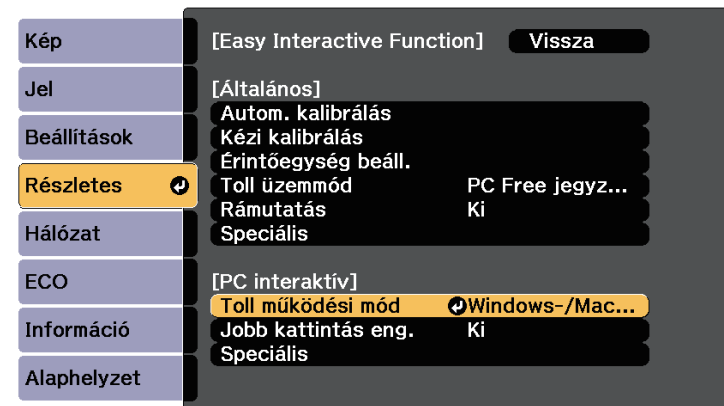 Kép
Jel
Beállítások
Részletes
Hálózat
ECO
Információ
Alaphelyzet
[Easy Interactive Function] Vissza
[Általános]
Autom. kalibrálás
Kézi kalibrálás
Érintőegység beáll.
Toll üzemmód PC Free jegyz...
Rámutatás Ki
Speciális
[PC interaktív]
Toll működési mód Windows-/Mac...
Jobb kattintás eng. Ki
Speciális